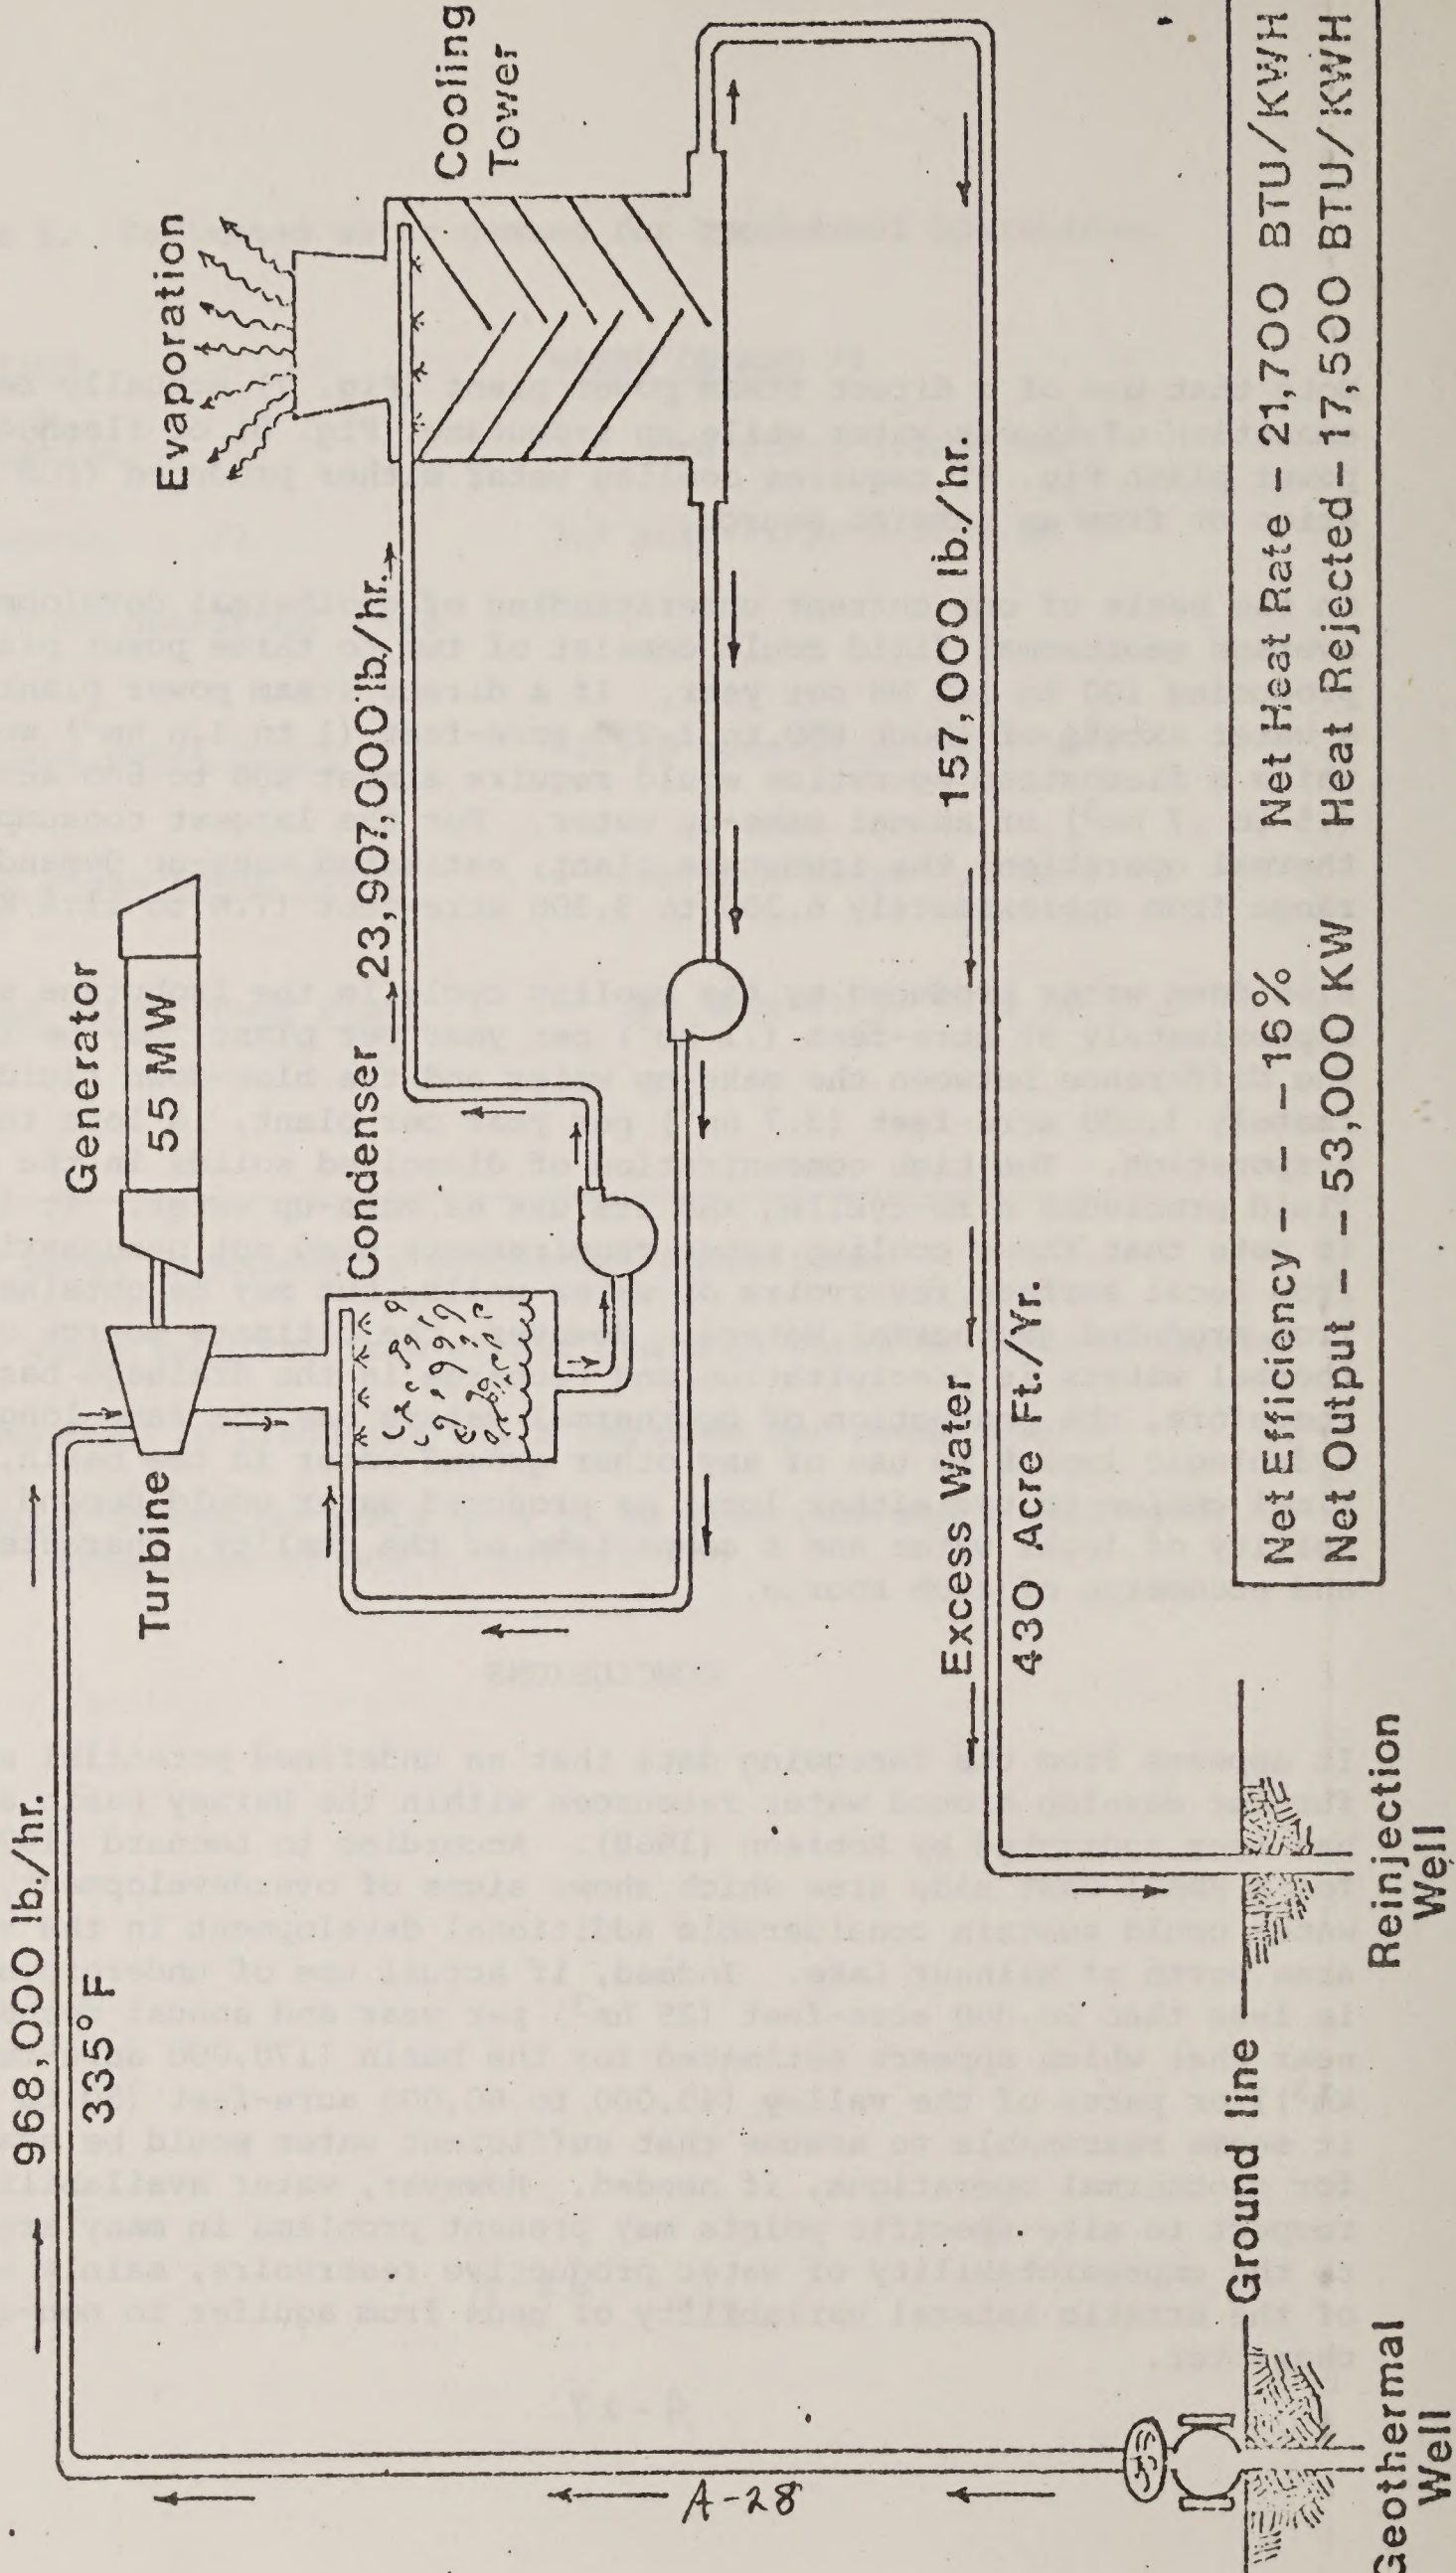 968,000 lb./hr.
335° F
Turbine
Generator
55 MW
Condenser
23,907,000 lb./hr.
Evaporation
Cooling
Tower
Excess Water
157,000 lb./hr.
430 Acre Ft./Yr.
Ground line
Geothermal
Well
Reinjection
Well
Net Efficiency – – 16% Net Heat Rate – 21,700 BTU/KWH
Net Output – – 53,000 KW Heat Rejected – 17,500 BTU/KWH
A-28